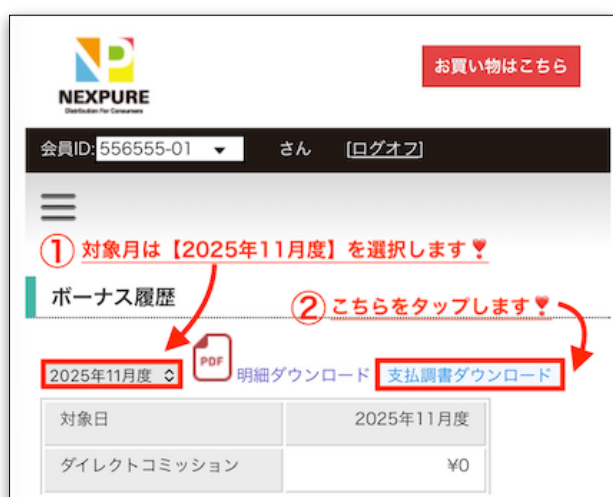 NP
NEXPURE
Distribution For Consumers
お買い物はこちら
会員ID: 556555-01 さん [ログオフ]
① 対象月は【2025年11月度】を選択します❣
ボーナス履歴
② こちらをタップします❣
2025年11月度 PDF 明細ダウンロード 支払調書ダウンロード
対象日 2025年11月度
ダイレクトコミッション ¥0